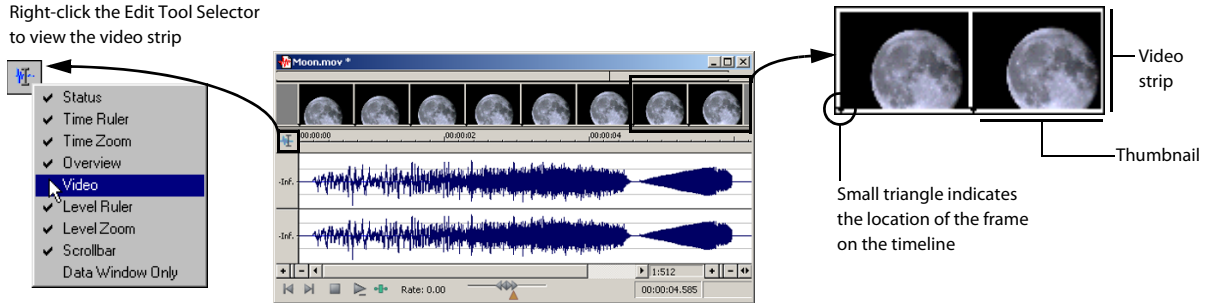 Right-click the Edit Tool Selector
to view the video strip
Status
Time Ruler
Time Zoom
Overview
Video
Level Ruler
Level Zoom
Scrollbar
Data Window Only
Moon.mov *
00:00:00
,00:00:02
,00:00:04
-Inf.
-Inf.
1:512
Rate: 0.00
00:00:04.585
Video
strip
Thumbnail
Small triangle indicates
the location of the frame
on the timeline